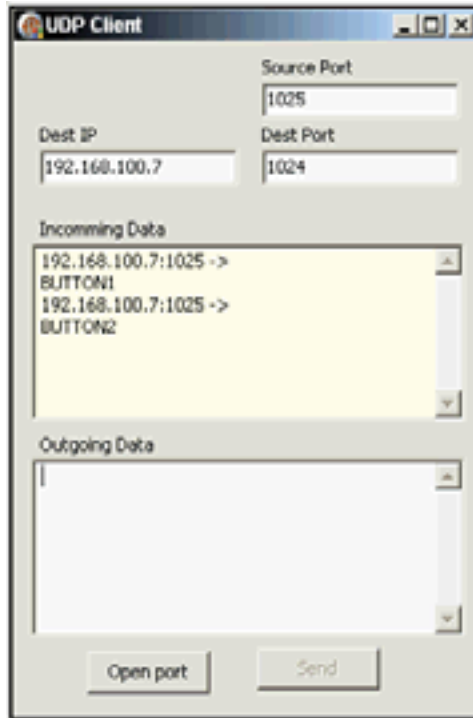 UDP Client
Source Port
1025
Dest IP
Dest Port
192.168.100.7
1024
Incomming Data
192.168.100.7:1025 ->
BUTTON1
192.168.100.7:1025 ->
BUTTON2
Outgoing Data
Open port
Send